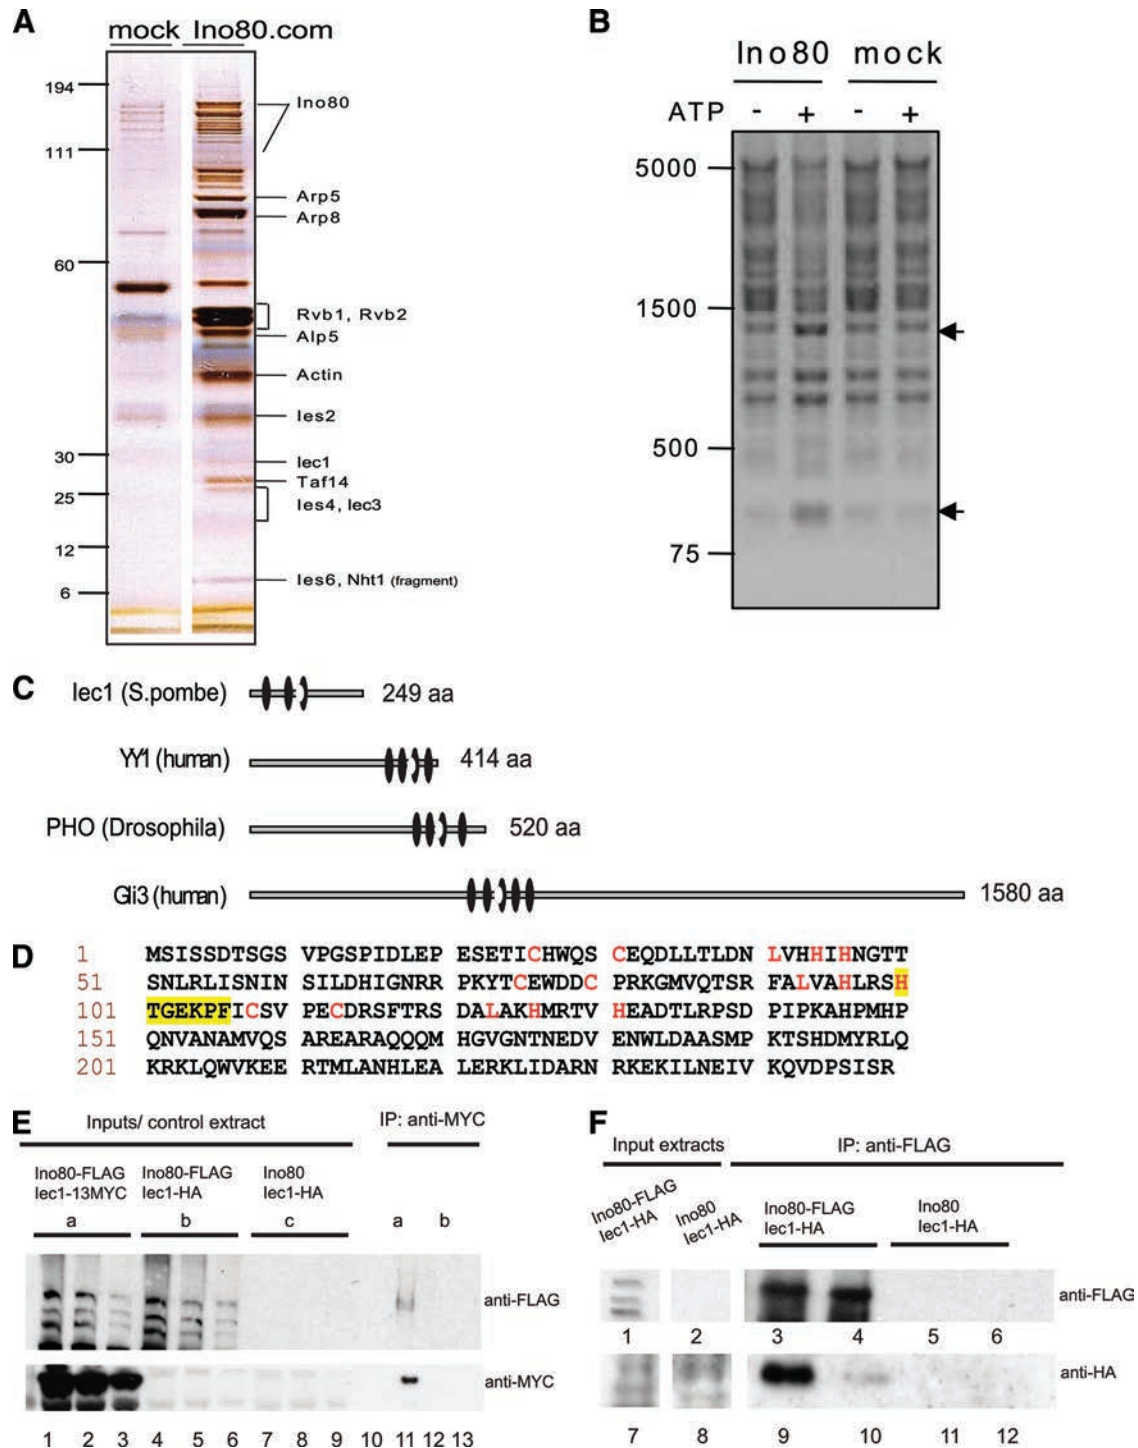 A
mock Ino80.com
194
111
60
30
25
12
6
Ino80
Arp5
Arp8
Rvb1, Rvb2
Alp5
Actin
Ies2
Iec1
Taf14
Ies4, Iec3
Ies6, Nht1 (fragment)
B
Ino80 mock
ATP - + - +
5000
1500
500
75
C
Iec1 (S.pombe) 249 aa
YY1 (human) 414 aa
PHO (Drosophila) 520 aa
Gli3 (human) 1580 aa
D
1 MSISSDTSGS VPGSPIDLEP ESETICHWQS CEQDLLTLDN LVHHIHNGTT
51 SNLRLISNIN SILDHIGNRR PKYTCEWDDC PRKGMVQTSR FALVAHLRSH
101 TGEKPFICSV PECDRSFTRS DALAKHMRTV HEADTLRPSD PIPKAHPMHP
151 QNVANAMVQS AREARAQQQM HGVGNTNEDV ENWLDAASMP KTSHDMYRLQ
201 KRKLQWVKEE RTMLANHLEA LERKLIDARN RKEKILNEIV KQVDPSISR
E
Inputs/ control extract IP: anti-MYC
Ino80-FLAG Ino80-FLAG Ino80
Iec1-13MYC Iec1-HA Iec1-HA
a b c a b
anti-FLAG
anti-MYC
1 2 3 4 5 6 7 8 9 10 11 12 13
F
Input extracts IP: anti-FLAG
Ino80-FLAG
Iec1-HA
Ino80
Iec1-HA
Ino80-FLAG
Iec1-HA
Ino80
Iec1-HA
anti-FLAG
1 2 3 4 5 6
anti-HA
7 8 9 10 11 12